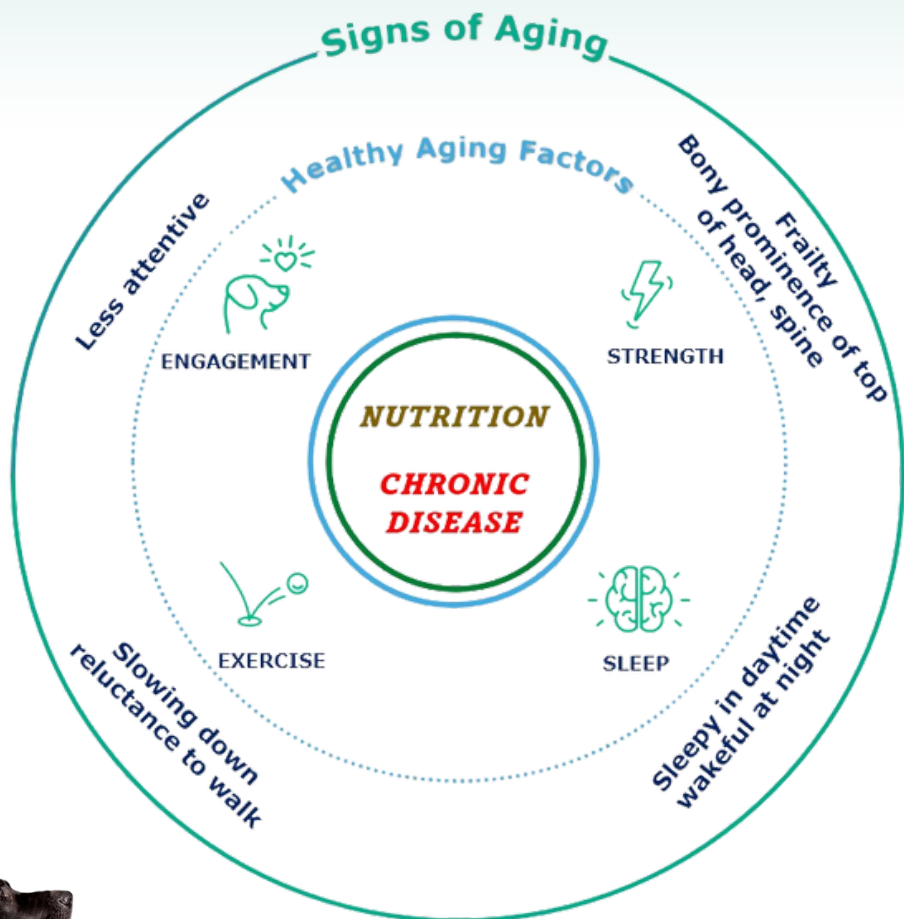 Signs of Aging
Healthy Aging Factors
Less attentive
Frailty
Bony prominence of top
of head, spine
ENGAGEMENT
STRENGTH
NUTRITION
CHRONIC
DISEASE
EXERCISE
SLEEP
Slowing down
reluctance to walk
Sleepy in daytime
wakeful at night